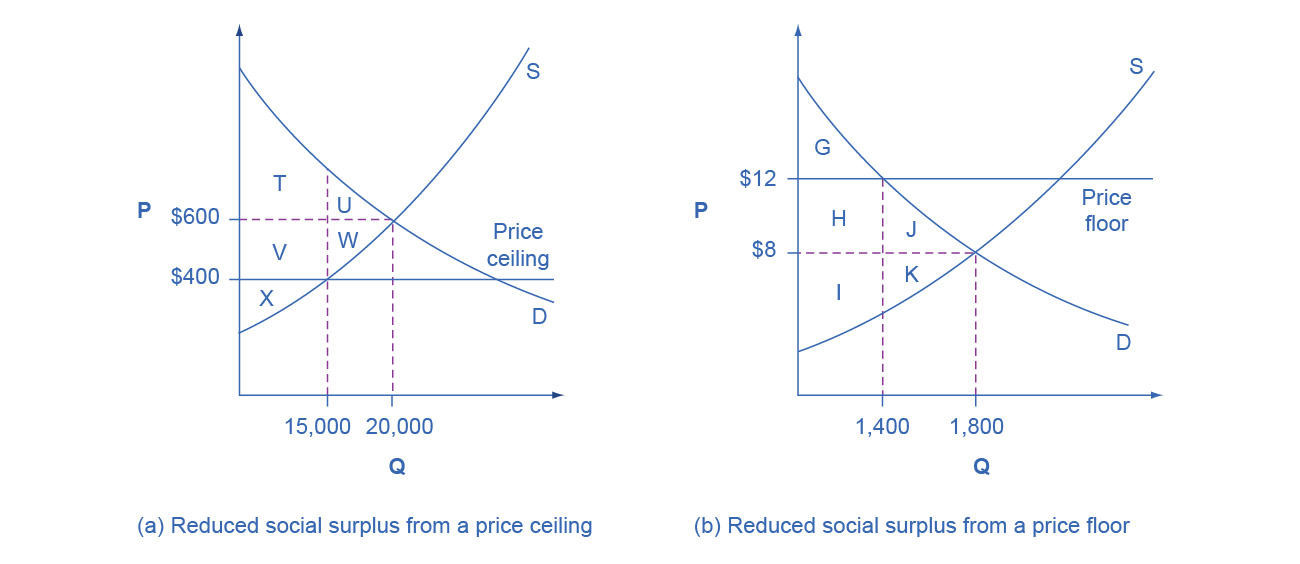 S
T
U
P
$600
W
V
Price
ceiling
$400
X
D
15,000
20,000
Q
(a) Reduced social surplus from a price ceiling
S
G
$12
Price
floor
P
H
J
$8
K
I
D
1,400
1,800
Q
(b) Reduced social surplus from a price floor